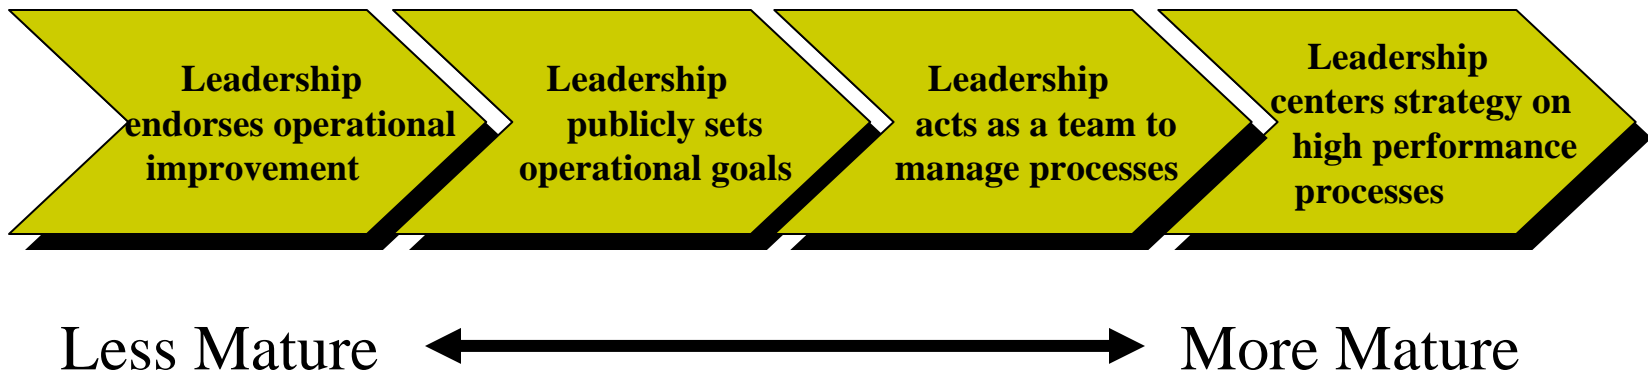 Leadership
endorses operational
improvement
Leadership
publicly sets
operational goals
Leadership
acts as a team to
manage processes
Leadership
centers strategy on
high performance
processes
Less Mature
More Mature